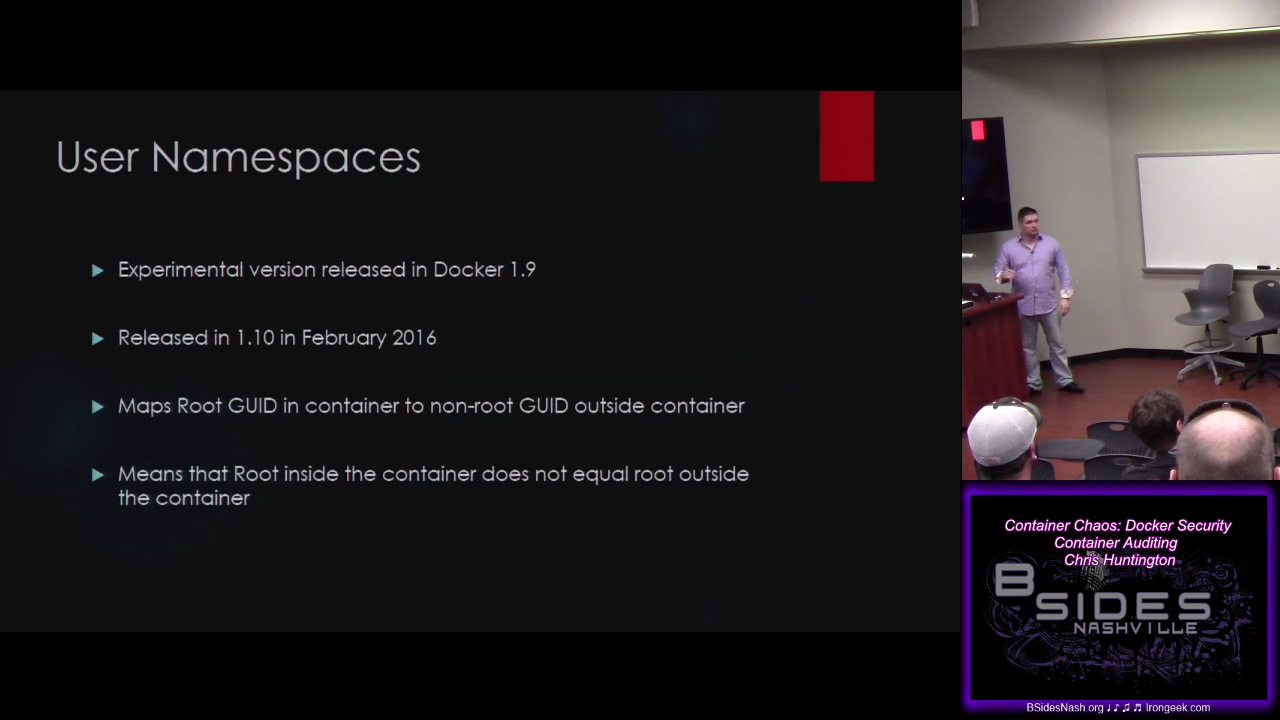 User Namespaces
Experimental version released in Docker 1.9
Released in 1.10 in February 2016
Maps Root GUID in container to non-root GUID outside container
Means that Root inside the container does not equal root outside
the container
Container Chaos: Docker Security
Container Auditing
Chris Huntington
BSIDES
NASHVILLE
BSidesNash.org ♩ ♪ ♫ ♬ Irongeek.com